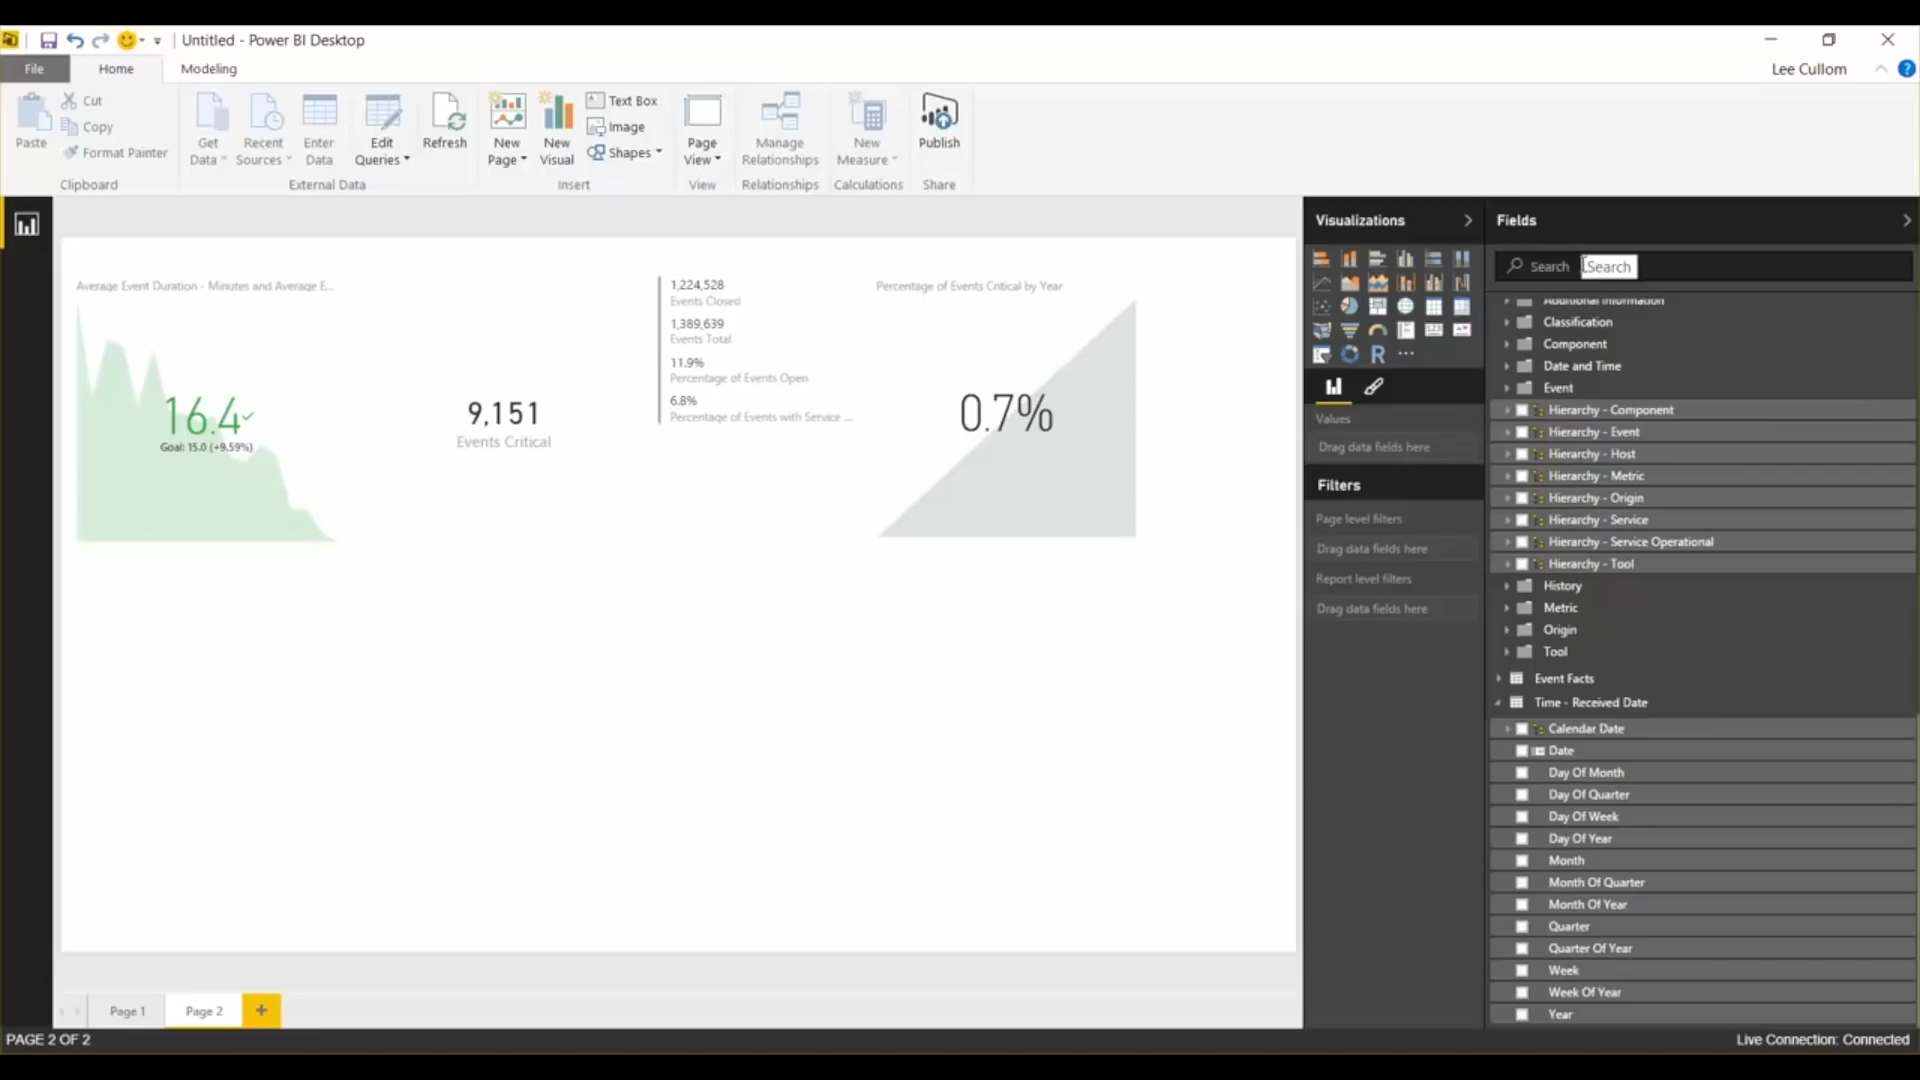 Untitled - Power BI Desktop
File
Home
Modeling
Lee Cullom
?
Paste
Cut
Copy
Format Painter
Clipboard
Get Data
Recent Sources
Enter Data
Edit Queries
Refresh
External Data
New Page
New Visual
Text Box
Image
Shapes
Insert
Page View
View
Manage Relationships
Relationships
New Measure
Calculations
Publish
Share
Average Event Duration - Minutes and Average E...
16.4
Goal: 15.0 (+9.59%)
9,151
Events Critical
1,224,528
Events Closed
1,389,639
Events Total
11.9%
Percentage of Events Open
6.8%
Percentage of Events with Service ...
Percentage of Events Critical by Year
0.7%
Visualizations
R
Values
Drag data fields here
Filters
Page level filters
Drag data fields here
Report level filters
Drag data fields here
Fields
Search
Search
Additional Information
Classification
Component
Date and Time
Event
Hierarchy - Component
Hierarchy - Event
Hierarchy - Host
Hierarchy - Metric
Hierarchy - Origin
Hierarchy - Service
Hierarchy - Service Operational
Hierarchy - Tool
History
Metric
Origin
Tool
Event Facts
Time - Received Date
Calendar Date
Date
Day Of Month
Day Of Quarter
Day Of Week
Day Of Year
Month
Month Of Quarter
Month Of Year
Quarter
Quarter Of Year
Week
Week Of Year
Year
Page 1
Page 2
+
PAGE 2 OF 2
Live Connection: Connected